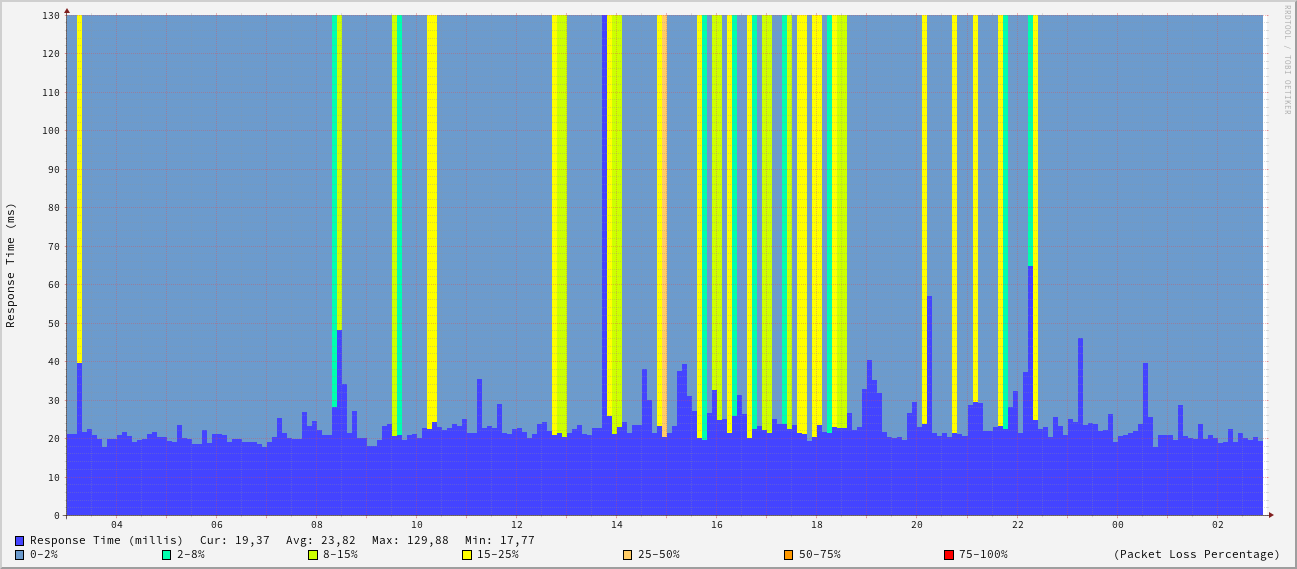 RRDTOOL / TOBI OETIKER
Response Time (ms)
130
120
110
100
90
80
70
60
50
40
30
20
10
0
04 06 08 10 12 14 16 18 20 22 00 02
Response Time (millis) Cur: 19,37 Avg: 23,82 Max: 129,88 Min: 17,77
0-2% 2-8% 8-15% 15-25% 25-50% 50-75% 75-100% (Packet Loss Percentage)